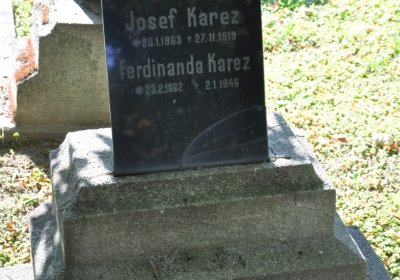 Josef Karez
*20.1.1863 +27.11.1919
Ferdinanda Karez
*23.2.1862 +2.1.1946